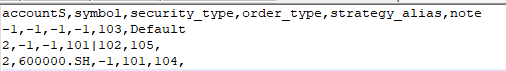 accountS,symbol,security_type,order_type,strategy_alias,note
-1,-1,-1,-1,103,Default
2,-1,-1,101|102,105,
2,600000.SH,-1,101,104,